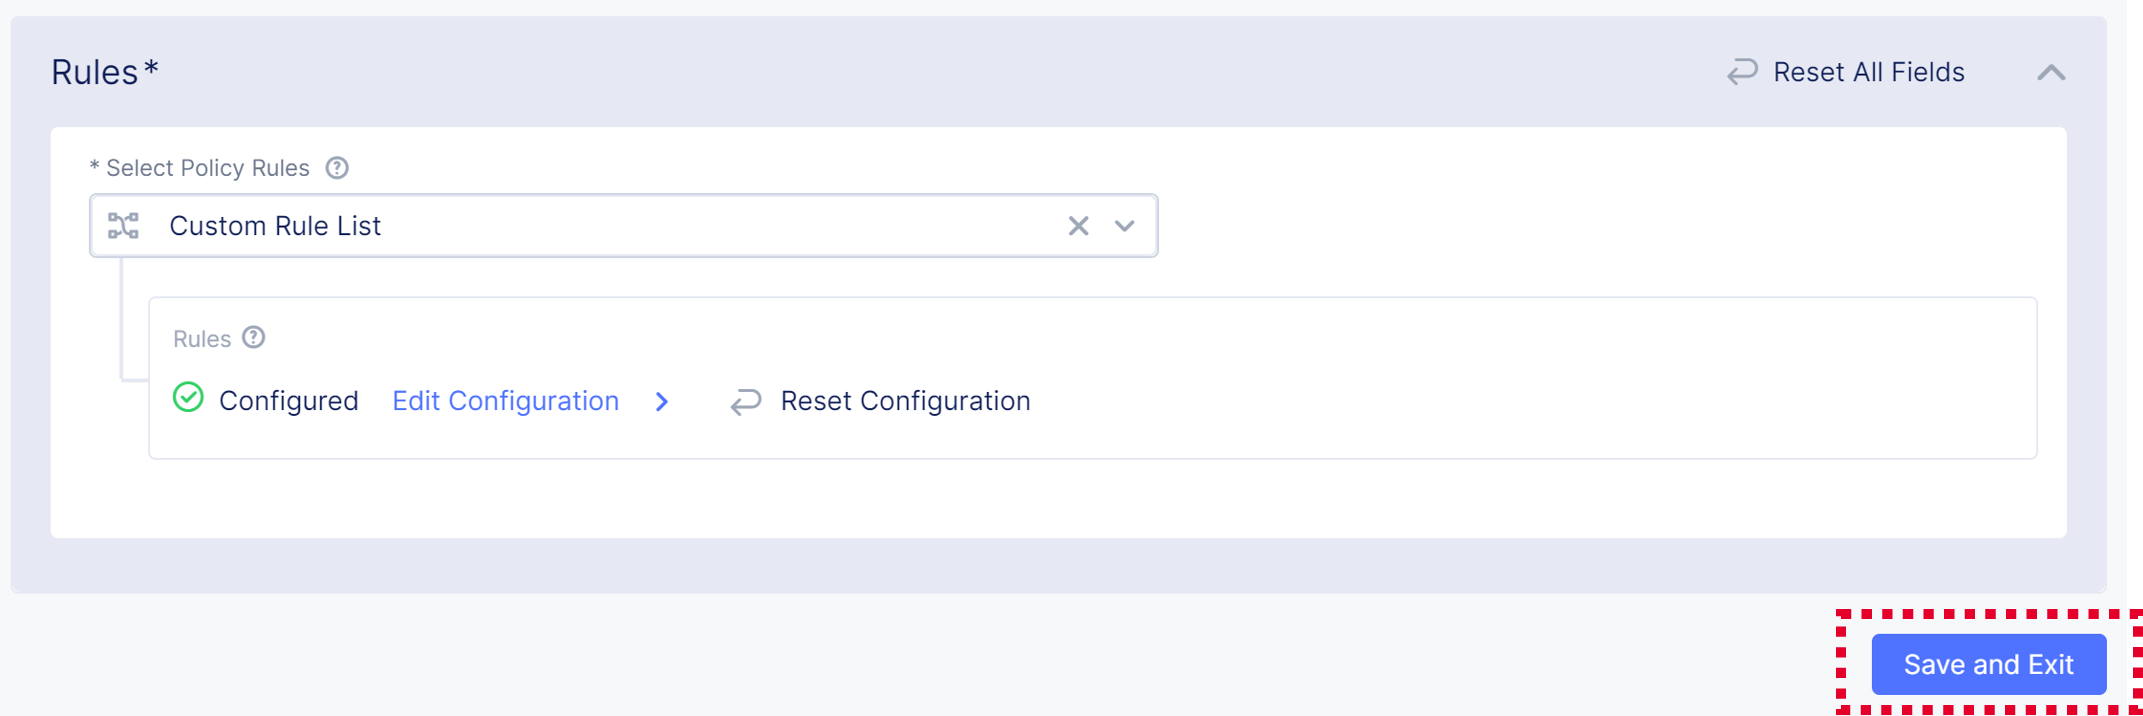 Rules*
Reset All Fields
* Select Policy Rules
Custom Rule List
Rules
Configured Edit Configuration Reset Configuration
Save and Exit